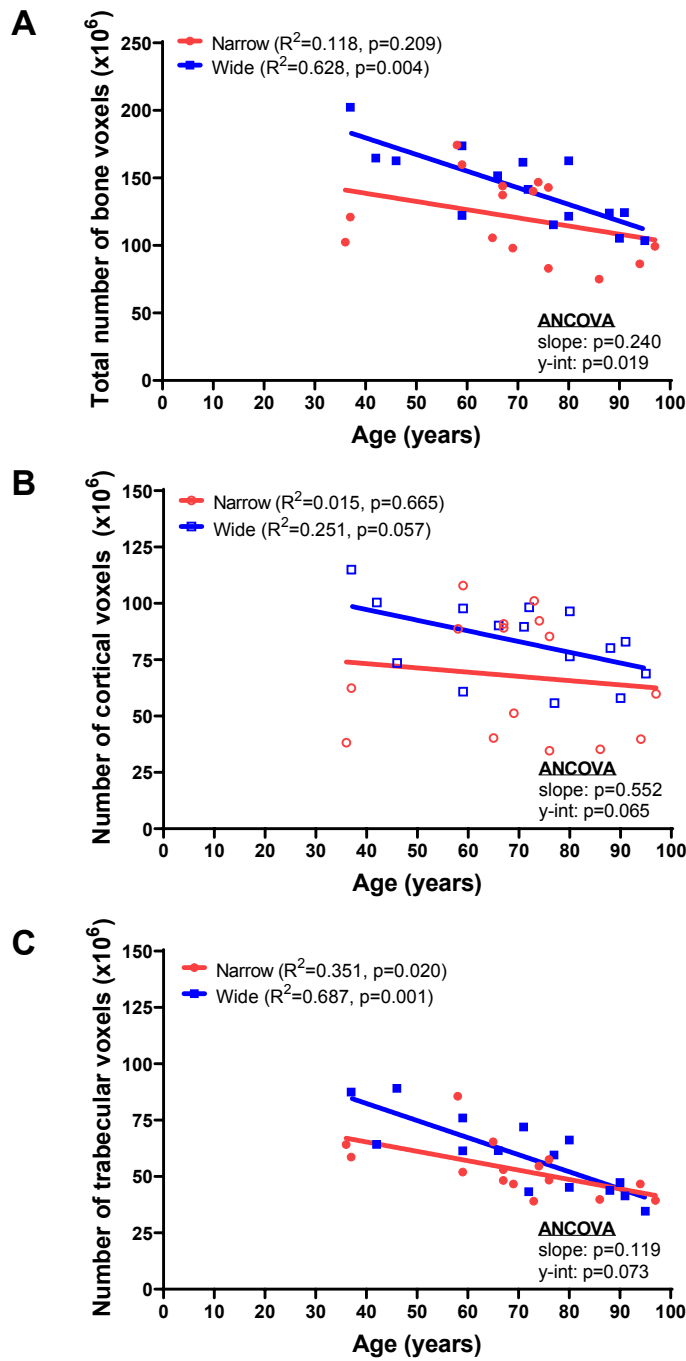 A
Total number of bone voxels (x10⁶)
Narrow (R²=0.118, p=0.209)
Wide (R²=0.628, p=0.004)
250
200
150
100
50
0
ANCOVA
slope: p=0.240
y-int: p=0.019
0 10 20 30 40 50 60 70 80 90 100
Age (years)
B
Number of cortical voxels (x10⁶)
Narrow (R²=0.015, p=0.665)
Wide (R²=0.251, p=0.057)
150
125
100
75
50
25
0
ANCOVA
slope: p=0.552
y-int: p=0.065
0 10 20 30 40 50 60 70 80 90 100
Age (years)
C
Number of trabecular voxels (x10⁶)
Narrow (R²=0.351, p=0.020)
Wide (R²=0.687, p=0.001)
150
125
100
75
50
25
0
ANCOVA
slope: p=0.119
y-int: p=0.073
0 10 20 30 40 50 60 70 80 90 100
Age (years)